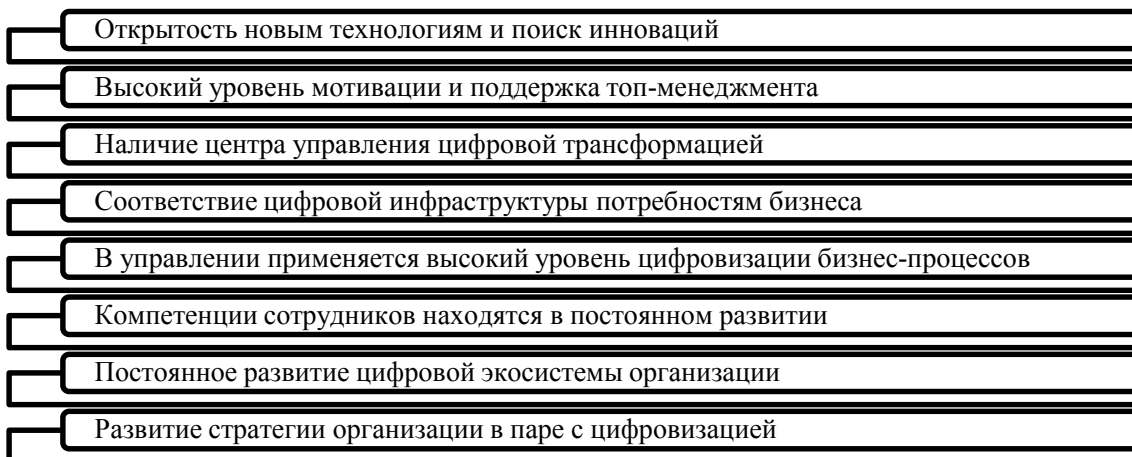 Открытость новым технологиям и поиск инноваций
Высокий уровень мотивации и поддержка топ-менеджмента
Наличие центра управления цифровой трансформацией
Соответствие цифровой инфраструктуры потребностям бизнеса
В управлении применяется высокий уровень цифровизации бизнес-процессов
Компетенции сотрудников находятся в постоянном развитии
Постоянное развитие цифровой экосистемы организации
Развитие стратегии организации в паре с цифровизацией